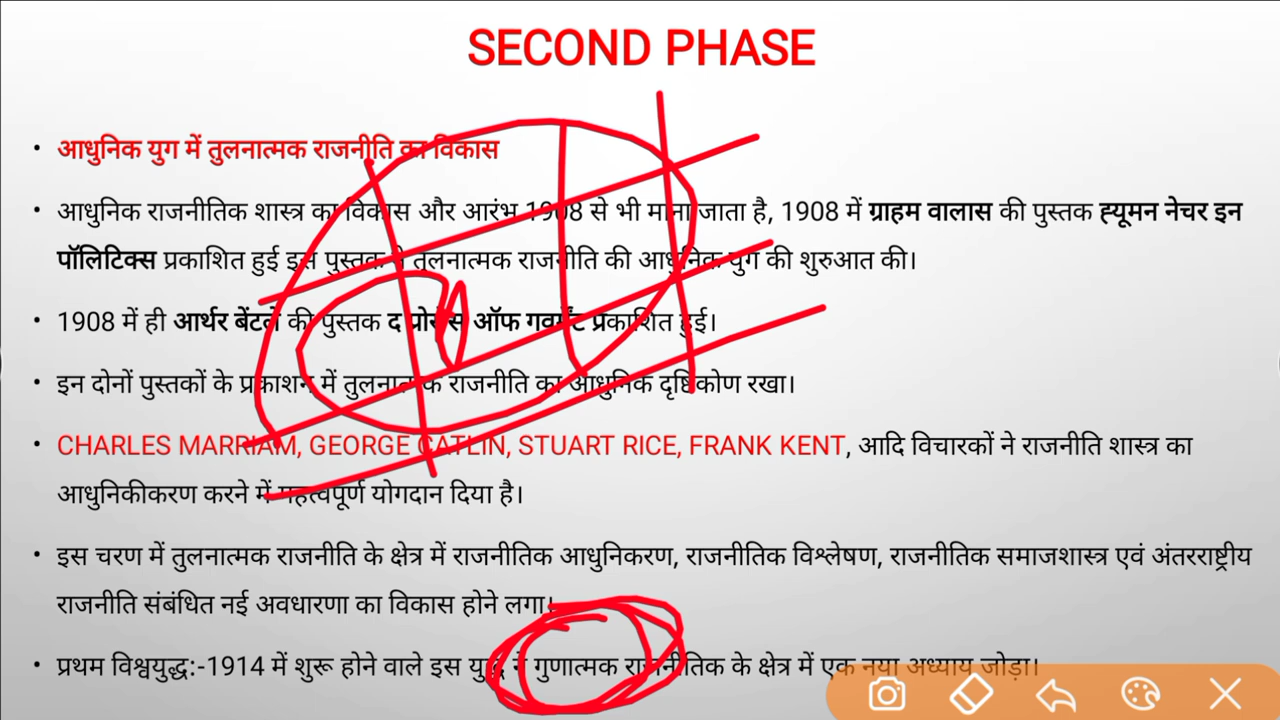 SECOND PHASE
• आधुनिक युग में तुलनात्मक राजनीति का विकास
• आधुनिक राजनीतिक शास्त्र का विकास और आरंभ 1908 से भी माना जाता है, 1908 में ग्राहम वालास की पुस्तक ह्यूमन नेचर इन
पॉलिटिक्स प्रकाशित हुई इस पुस्तक ने तुलनात्मक राजनीति की आधुनिक युग की शुरुआत की।
• 1908 में ही आर्थर बेंटले की पुस्तक द प्रोसेस ऑफ गवर्मेंट प्रकाशित हुई।
• इन दोनों पुस्तकों के प्रकाशन में तुलनात्मक राजनीति का आधुनिक दृष्टिकोण रखा।
• CHARLES MARRIAM, GEORGE CATLIN, STUART RICE, FRANK KENT, आदि विचारकों ने राजनीति शास्त्र का
आधुनिकीकरण करने में महत्वपूर्ण योगदान दिया है।
• इस चरण में तुलनात्मक राजनीति के क्षेत्र में राजनीतिक आधुनिकरण, राजनीतिक विश्लेषण, राजनीतिक समाजशास्त्र एवं अंतरराष्ट्रीय
राजनीति संबंधित नई अवधारणा का विकास होने लगा।
• प्रथम विश्वयुद्ध:-1914 में शुरू होने वाले इस युद्ध ने गुणात्मक राजनीतिक के क्षेत्र में एक नया अध्याय जोड़ा।